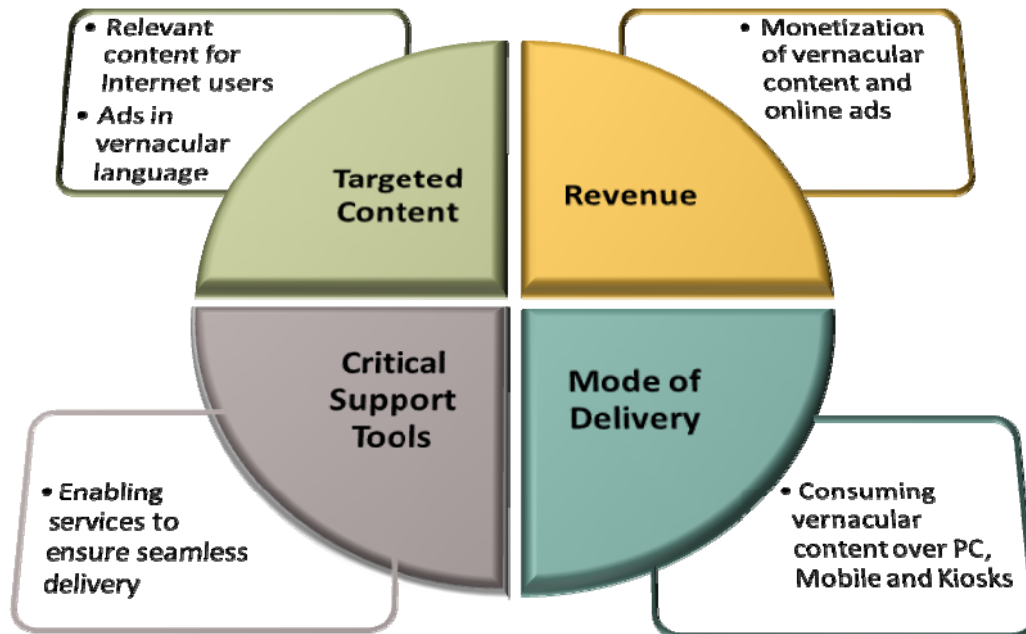 • Relevant
content for
Internet users
• Ads in
vernacular
language
• Monetization
of vernacular
content and
online ads
Targeted
Content
Revenue
Critical
Support
Tools
Mode of
Delivery
• Enabling
services to
ensure seamless
delivery
• Consuming
vernacular
content over PC,
Mobile and Kiosks